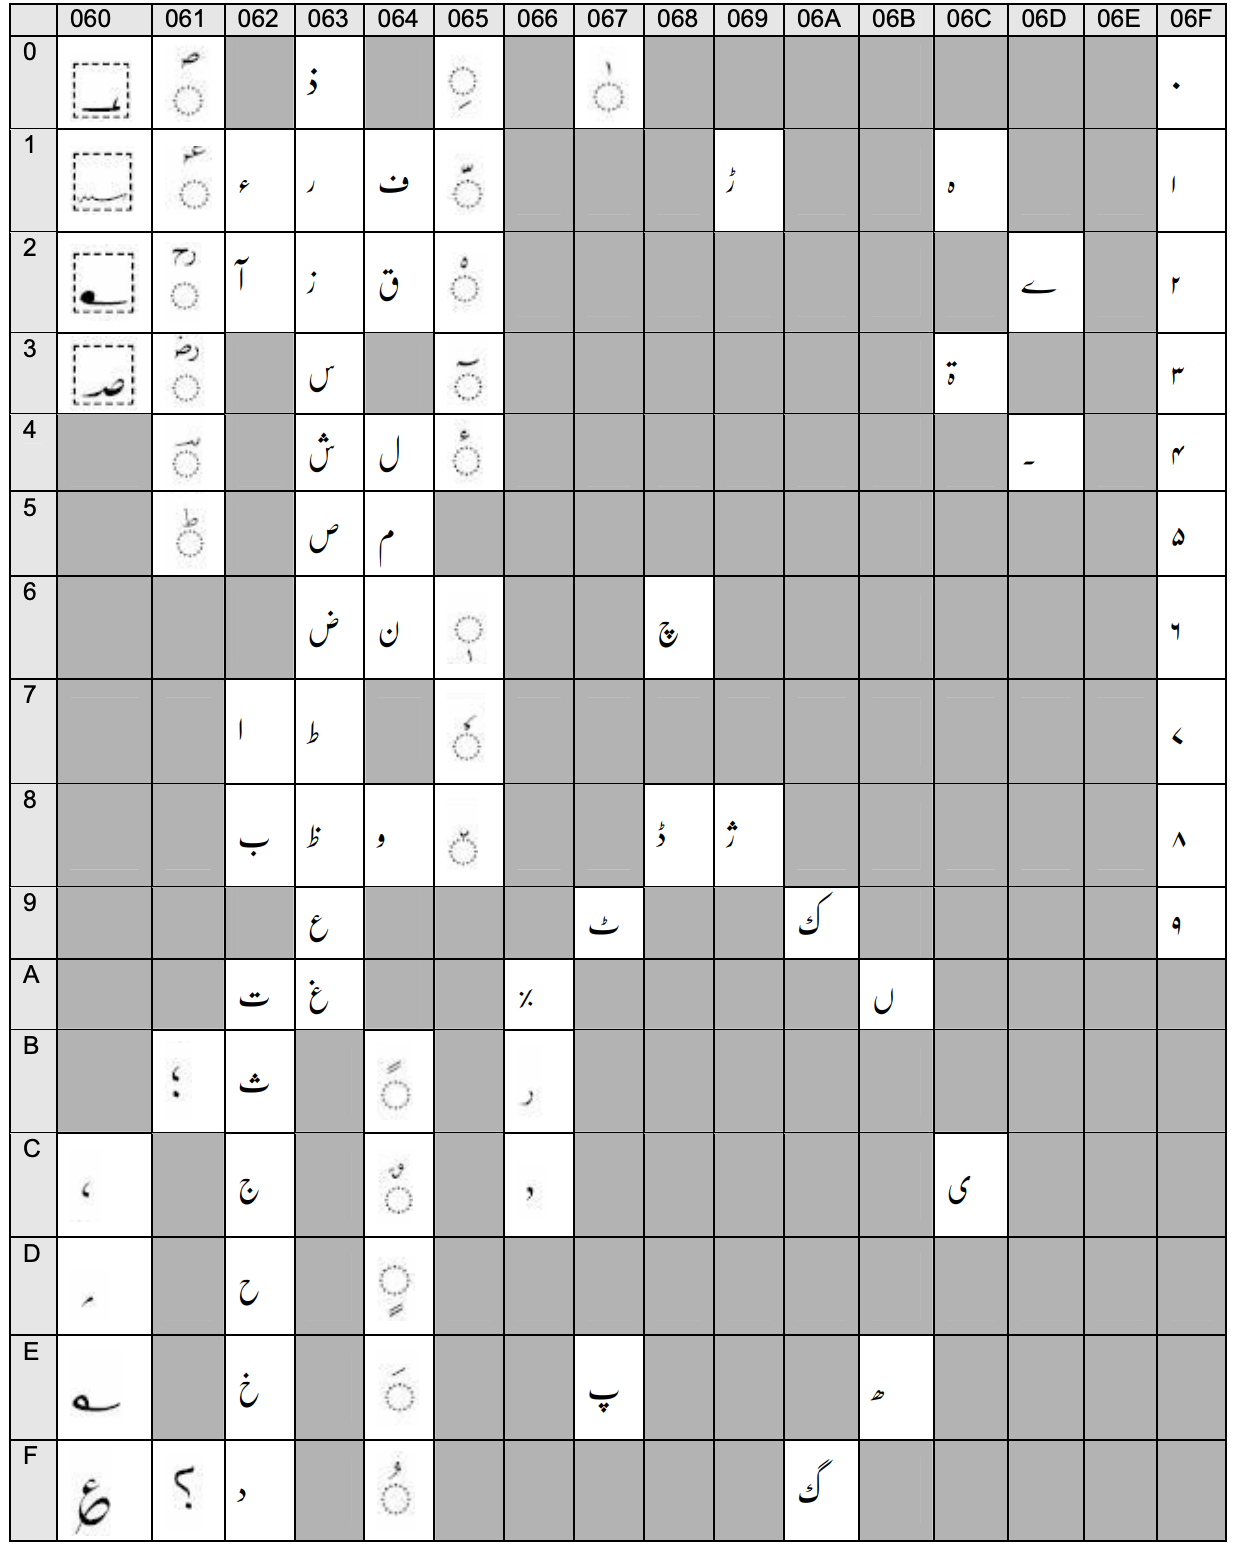 060 061 062 063 064 065 066 067 068 069 06A 06B 06C 06D 06E 06F
0 ؀ ◌ؐ ذ ◌ِ ◌ٰ ۰
1 ؁ ◌ؑ ء ر ف ◌ّ ڑ ہ ۱
2 ؂ ◌ؒ آ ز ق ◌ْ ے ۲
3 ؃ ◌ؓ س ◌ٓ ۃ ۳
4 ◌ؔ ش ل ◌ٔ ۔ ۴
5 ◌ؕ ص م ۵
6 ض ن ◌ٖ چ ۶
7 ا ط ◌ٗ ۷
8 ب ظ و ◌٘ ڈ ژ ۸
9 ع ٹ ک ۹
A ت غ ٪ ں
B ؛ ث ◌ً ٫
C ، ج ◌ٌ ٬ ی
D ؍ ح ◌ٍ
E ؎ خ ◌َ پ ھ
F ؏ ؟ د ◌ُ گ